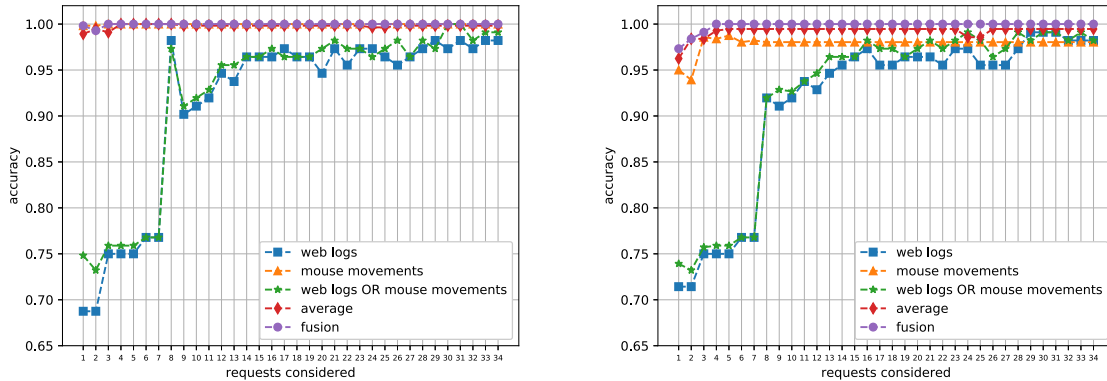 1.00
0.95
0.90
0.85
0.80
0.75
0.70
0.65
accuracy
web logs
mouse movements
web logs OR mouse movements
average
fusion
1 2 3 4 5 6 7 8 9 10 11 12 13 14 15 16 17 18 19 20 21 22 23 24 25 26 27 28 29 30 31 32 33 34
requests considered
1.00
0.95
0.90
0.85
0.80
0.75
0.70
0.65
accuracy
web logs
mouse movements
web logs OR mouse movements
average
fusion
1 2 3 4 5 6 7 8 9 10 11 12 13 14 15 16 17 18 19 20 21 22 23 24 25 26 27 28 29 30 31 32 33 34
requests considered